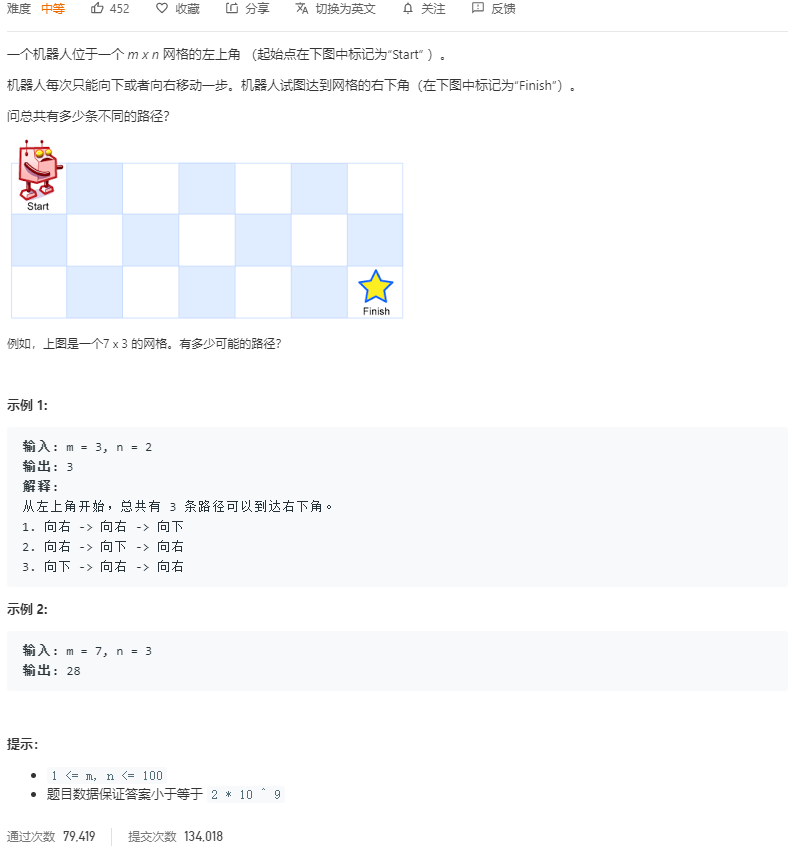 难度 中等 452 收藏 分享 切换为英文 关注 反馈
一个机器人位于一个 m x n 网格的左上角 （起始点在下图中标记为“Start” ）。
机器人每次只能向下或者向右移动一步。机器人试图达到网格的右下角（在下图中标记为“Finish”）。
问总共有多少条不同的路径？
Start
Finish
例如，上图是一个7 x 3 的网格。有多少可能的路径？
示例 1:
输入: m = 3, n = 2
输出: 3
解释:
从左上角开始，总共有 3 条路径可以到达右下角。
1. 向右 -> 向右 -> 向下
2. 向右 -> 向下 -> 向右
3. 向下 -> 向右 -> 向右
示例 2:
输入: m = 7, n = 3
输出: 28
提示：
1 <= m, n <= 100
题目数据保证答案小于等于 2 * 10 ^ 9
通过次数 79,419 提交次数 134,018